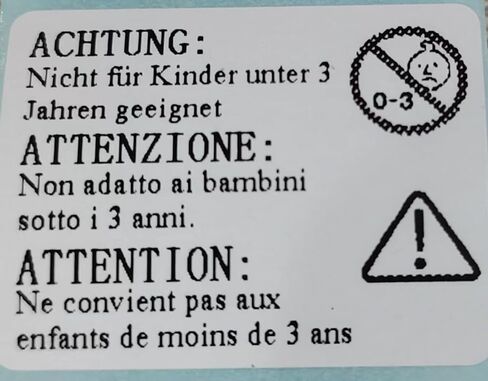 ACHTUNG:
Nicht für Kinder unter 3
Jahren geeignet
0-3
ATTENZIONE:
Non adatto ai bambini
sotto i 3 anni.
ATTENTION:
Ne convient pas aux
enfants de moins de 3 ans